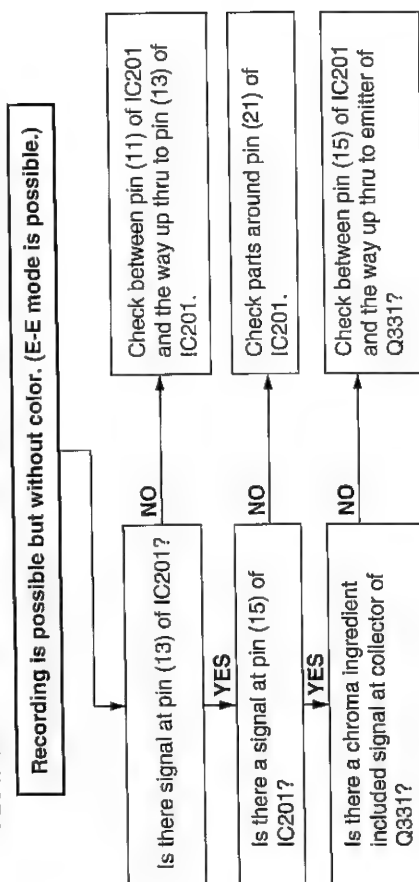 Recording is possible but without color. (E-E mode is possible.)
Is there signal at pin (13) of IC201?
NO
Check between pin (11) of IC201
and the way up thru to pin (13) of
IC201.
YES
Is there a signal at pin (15) of
IC201?
NO
Check parts around pin (21) of
IC201.
YES
Is there a chroma ingredient
included signal at collector of
Q331?
NO
Check between pin (15) of IC201
and the way up thru to emitter of
Q331?